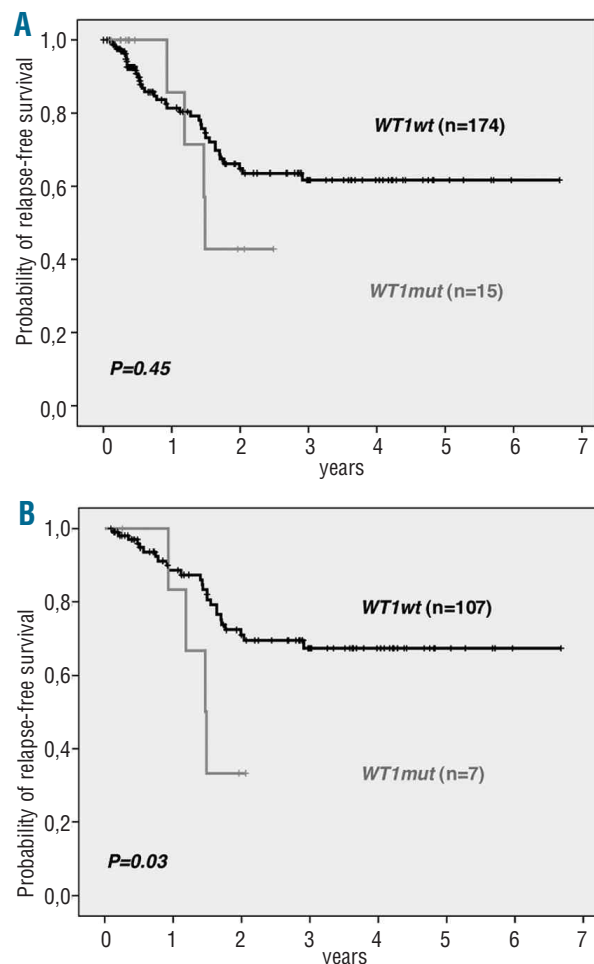 A
Probability of relapse-free survival
1,0
0,8
0,6
0,4
0,2
0,0
WT1wt (n=174)
WT1mut (n=15)
P=0.45
0 1 2 3 4 5 6 7
years
B
Probability of relapse-free survival
1,0
0,8
0,6
0,4
0,2
0,0
WT1wt (n=107)
WT1mut (n=7)
P=0.03
0 1 2 3 4 5 6 7
years